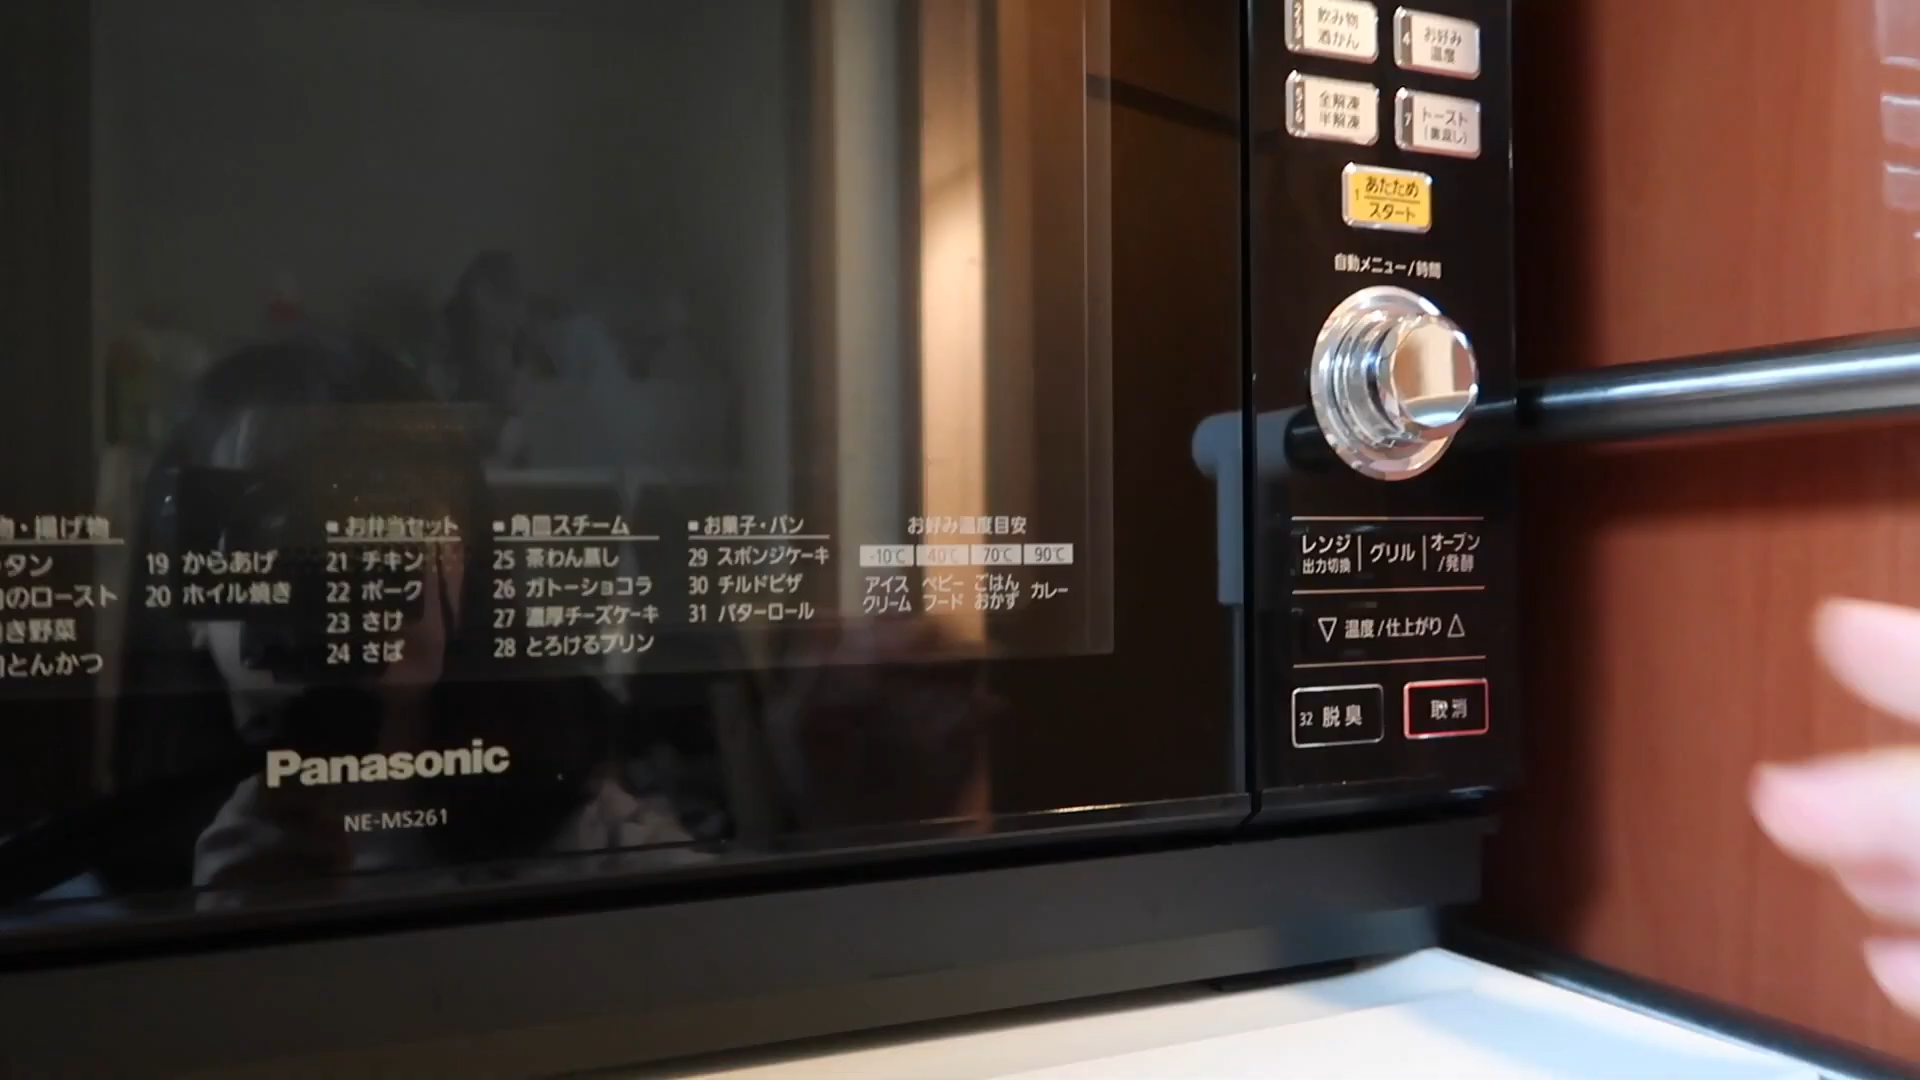 飲み物
酒かん
4 お好み
温度
全解凍
半解凍
7 トースト
(裏返し)
1 あたため
スタート
自動メニュー/時間
レンジ
出力切換
グリル
オーブン
/発酵
▽ 温度/仕上がり △
32 脱臭
取消
・揚げ物
タン
のロースト
き野菜
とんかつ
19 からあげ
20 ホイル焼き
■ お弁当セット
21 チキン
22 ポーク
23 さけ
24 さば
■ 角皿スチーム
25 茶わん蒸し
26 ガトーショコラ
27 濃厚チーズケーキ
28 とろけるプリン
■ お菓子・パン
29 スポンジケーキ
30 チルドピザ
31 バターロール
お好み温度目安
-10℃ 40℃ 70℃ 90℃
アイス
クリーム
ベビー
フード
ごはん
おかず
カレー
Panasonic
NE-MS261